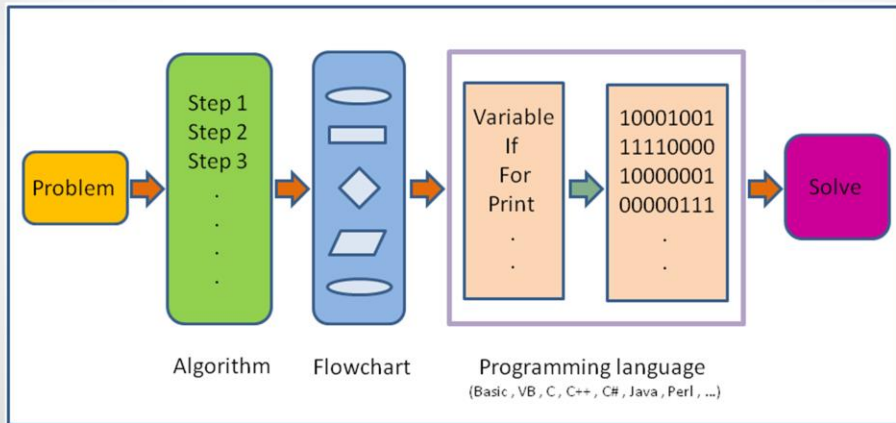 Problem
Step 1
Step 2
Step 3
.
.
.
.
Algorithm
Flowchart
Variable
If
For
Print
.
.
10001001
11110000
10000001
00000111
.
.
Programming language
(Basic , VB , C , C++ , C# , Java , Perl , ...)
Solve